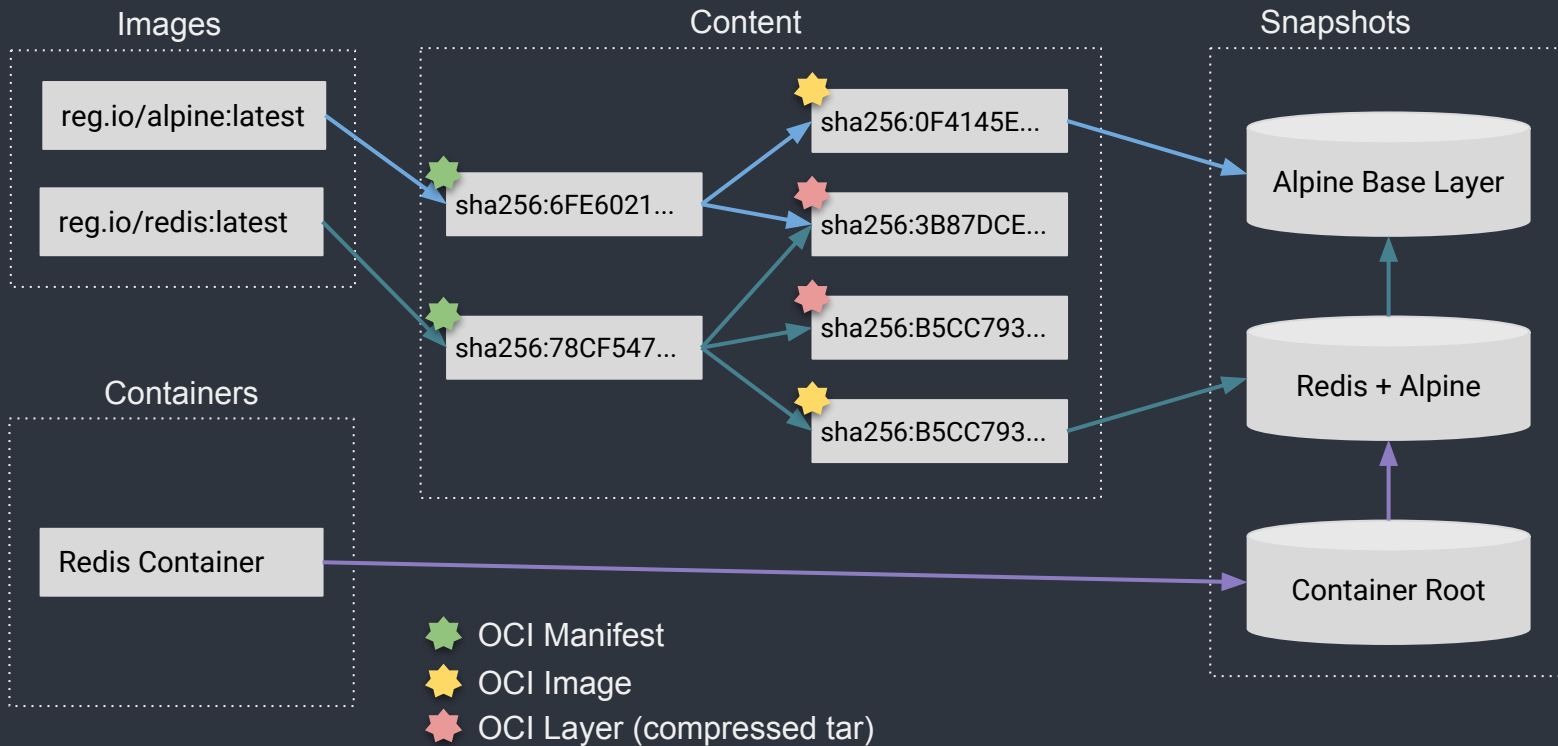 Images
Content
Snapshots
reg.io/alpine:latest
reg.io/redis:latest
sha256:6FE6021...
sha256:78CF547...
sha256:0F4145E...
sha256:3B87DCE...
sha256:B5CC793...
sha256:B5CC793...
Alpine Base Layer
Redis + Alpine
Container Root
Containers
Redis Container
OCI Manifest
OCI Image
OCI Layer (compressed tar)